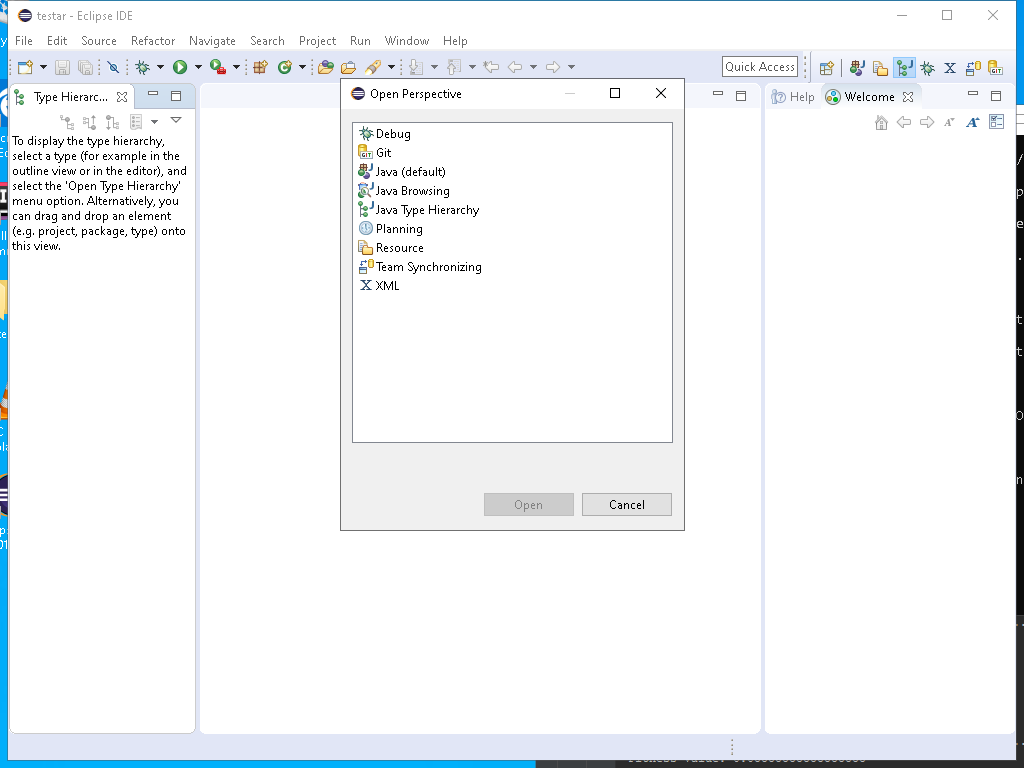 testar - Eclipse IDE
File Edit Source Refactor Navigate Search Project Run Window Help
Quick Access
Type Hierarc...
Help
Welcome
To display the type hierarchy,
select a type (for example in the
outline view or in the editor), and
select the 'Open Type Hierarchy'
menu option. Alternatively, you
can drag and drop an element
(e.g. project, package, type) onto
this view.
Open Perspective
Debug
Git
Java (default)
Java Browsing
Java Type Hierarchy
Planning
Resource
Team Synchronizing
XML
Open
Cancel